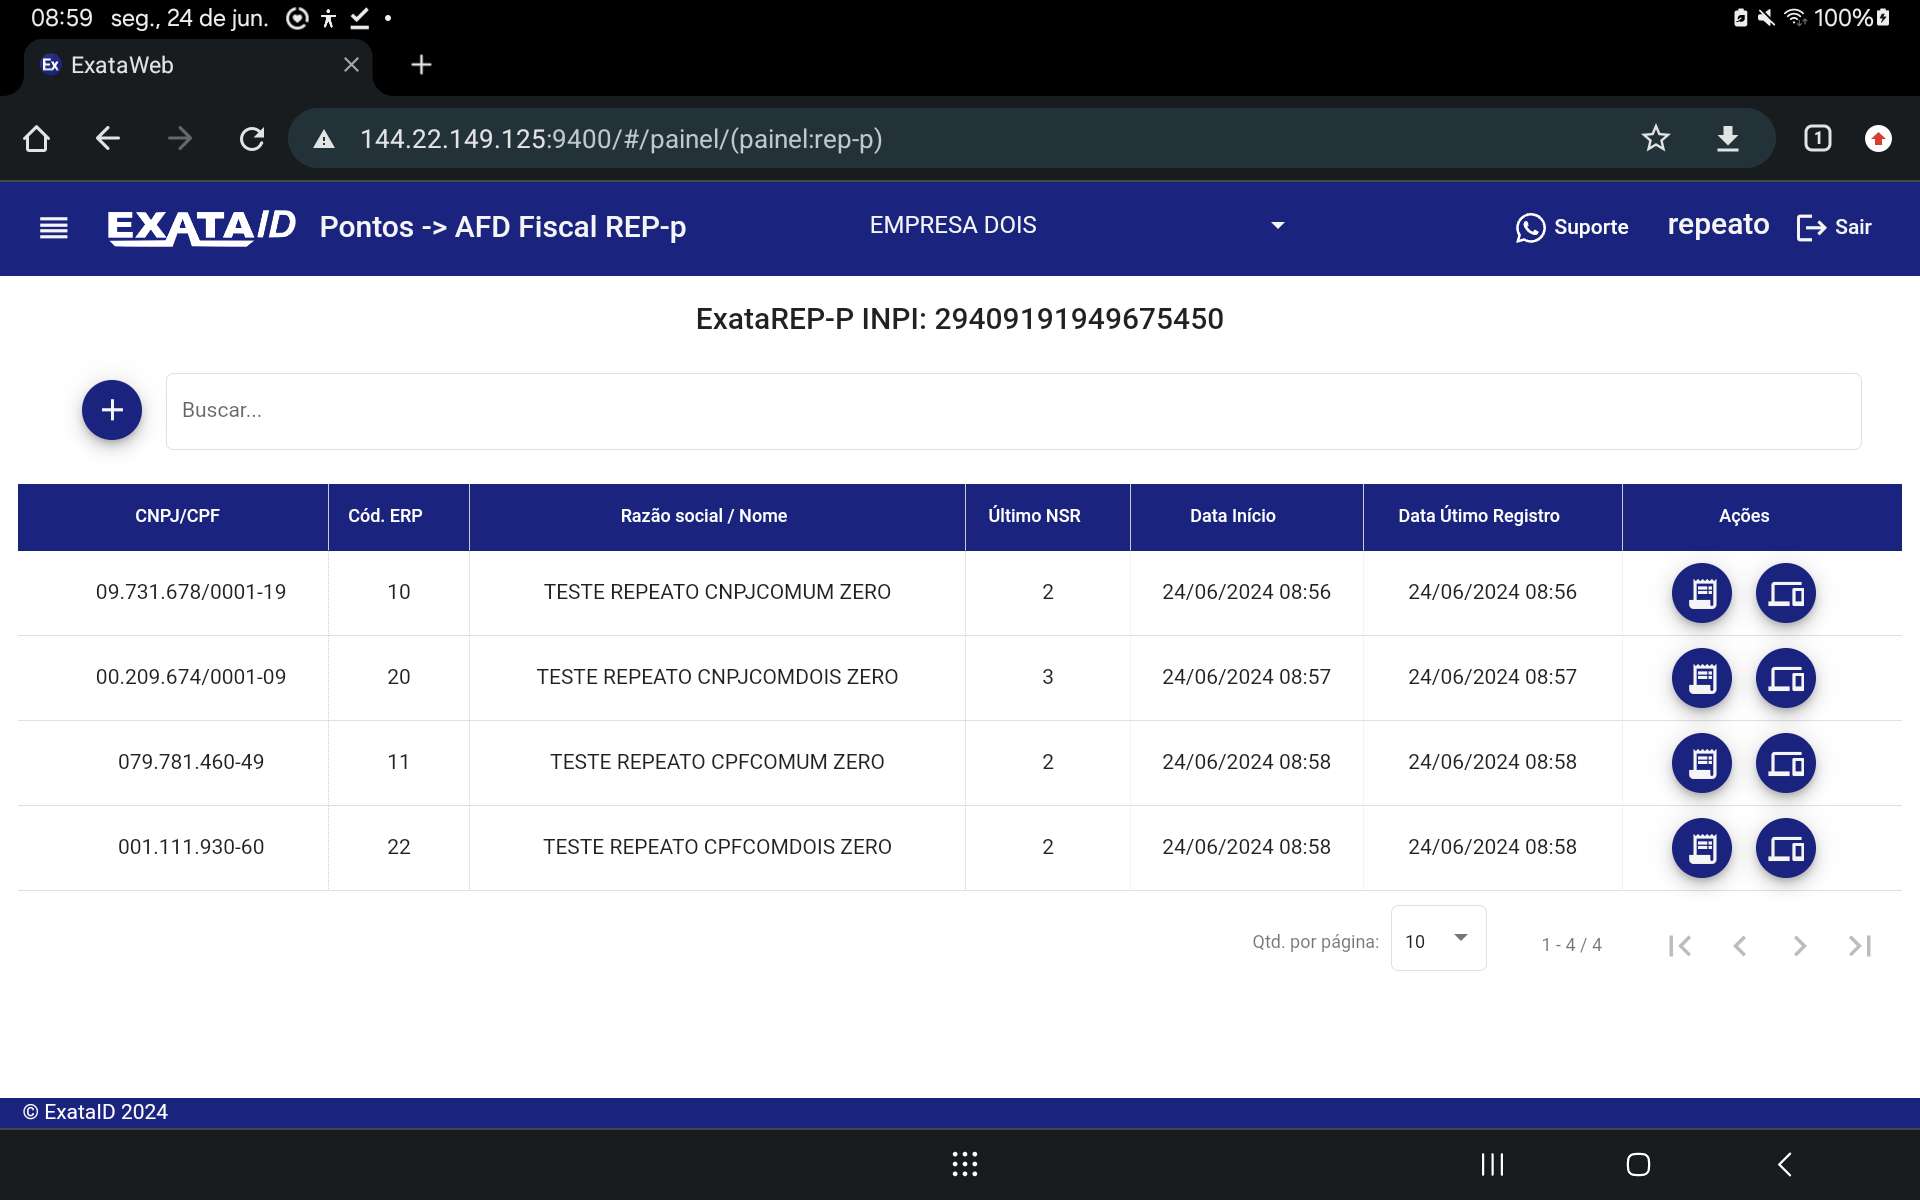 08:59 seg., 24 de jun. 100%
Ex ExataWeb
144.22.149.125:9400/#/painel/(painel:rep-p) 1
EXATAID Pontos -> AFD Fiscal REP-p EMPRESA DOIS Suporte repeato Sair
ExataREP-P INPI: 29409191949675450
Buscar...
CNPJ/CPF Cód. ERP Razão social / Nome Último NSR Data Início Data Útimo Registro Ações
09.731.678/0001-19 10 TESTE REPEATO CNPJCOMUM ZERO 2 24/06/2024 08:56 24/06/2024 08:56
00.209.674/0001-09 20 TESTE REPEATO CNPJCOMDOIS ZERO 3 24/06/2024 08:57 24/06/2024 08:57
079.781.460-49 11 TESTE REPEATO CPFCOMUM ZERO 2 24/06/2024 08:58 24/06/2024 08:58
001.111.930-60 22 TESTE REPEATO CPFCOMDOIS ZERO 2 24/06/2024 08:58 24/06/2024 08:58
Qtd. por página: 10 1 - 4 / 4
© ExataID 2024